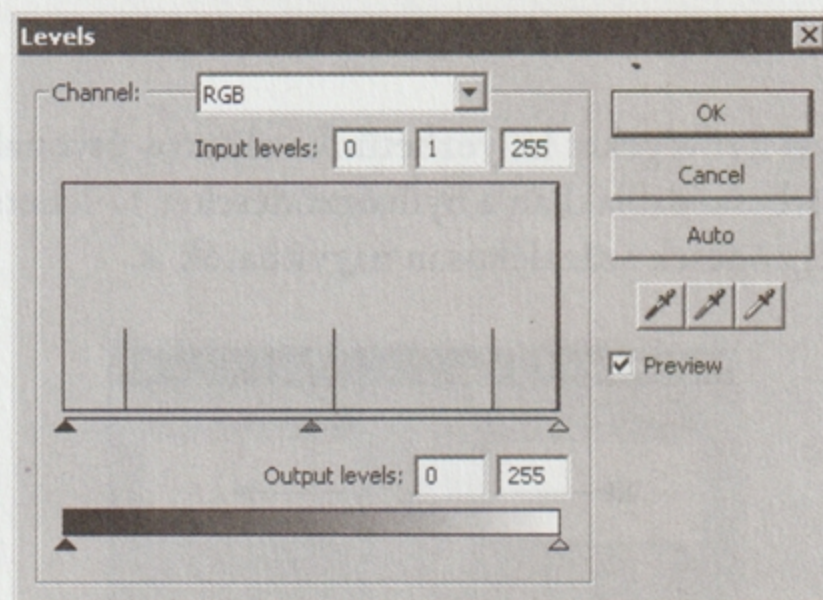 Levels
Channel: RGB
Input levels: 0 1 255
Output levels: 0 255
OK
Cancel
Auto
Preview